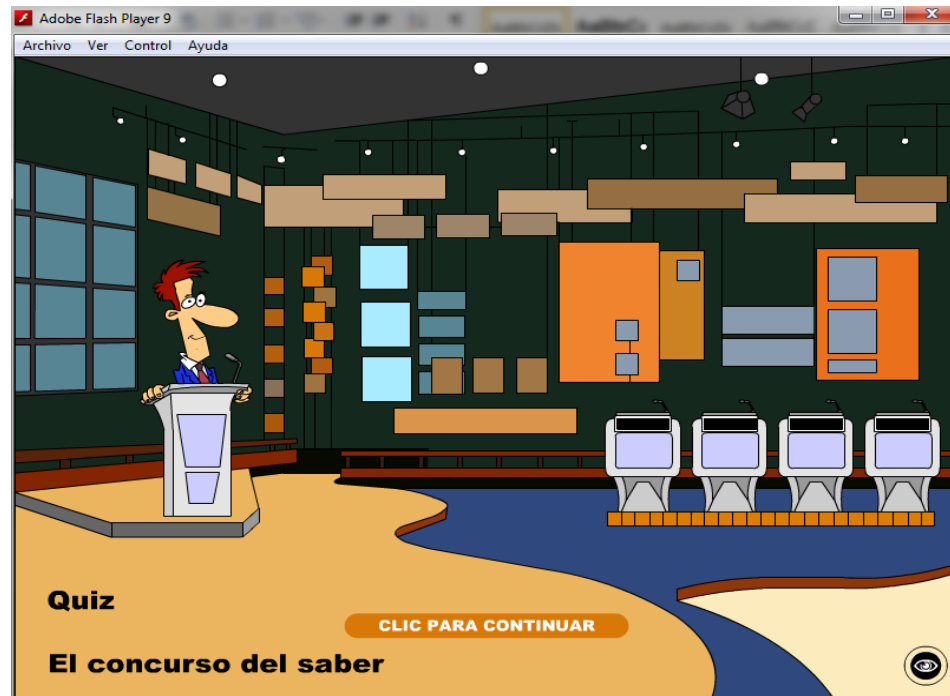 Adobe Flash Player 9
Archivo Ver Control Ayuda
Quiz
CLIC PARA CONTINUAR
El concurso del saber